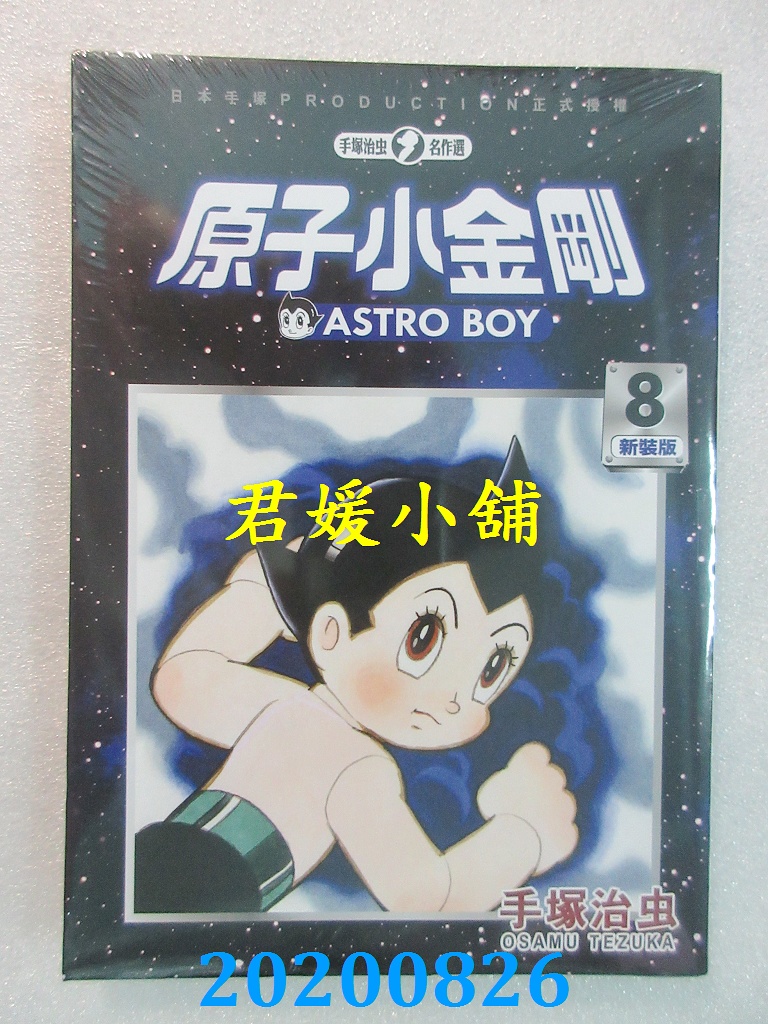 日本手塚PRODUCTION正式授權
手塚治虫 名作選
原子小金剛
ASTRO BOY
8
新裝版
君媛小舖
手塚治虫
OSAMU TEZUKA
20200826